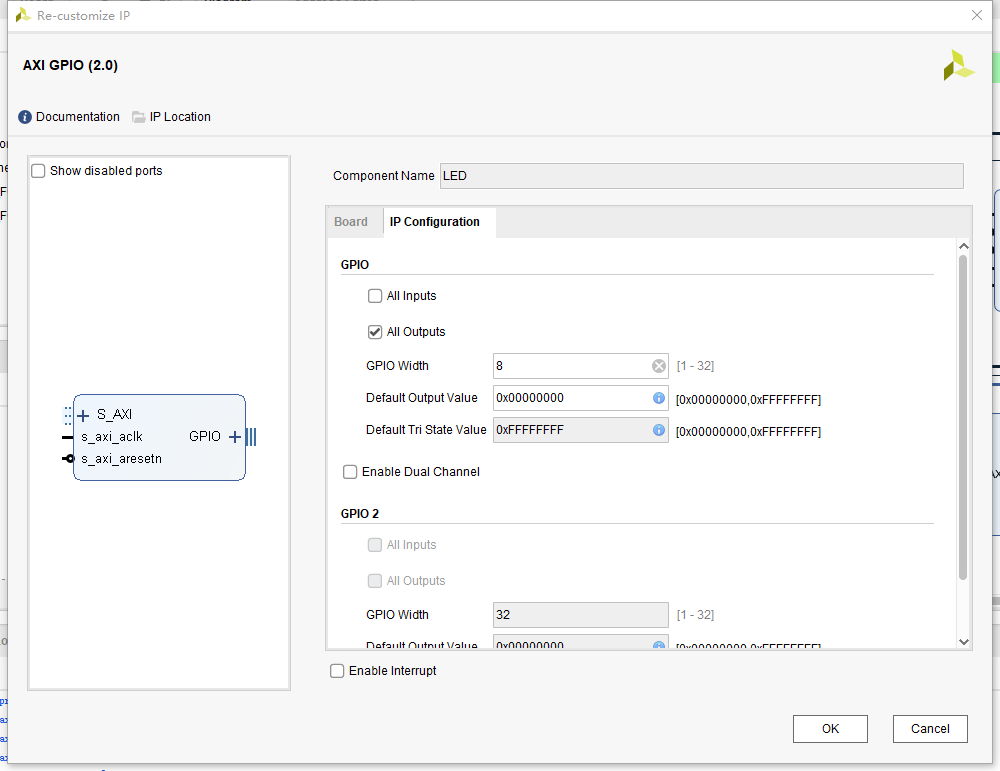 Re-customize IP
AXI GPIO (2.0)
Documentation
IP Location
Show disabled ports
S_AXI
s_axi_aclk
s_axi_aresetn
GPIO
Component Name LED
Board
IP Configuration
GPIO
All Inputs
All Outputs
GPIO Width 8 [1 - 32]
Default Output Value 0x00000000 [0x00000000,0xFFFFFFFF]
Default Tri State Value 0xFFFFFFFF [0x00000000,0xFFFFFFFF]
Enable Dual Channel
GPIO 2
All Inputs
All Outputs
GPIO Width 32 [1 - 32]
Default Output Value 0x00000000 [0x00000000,0xFFFFFFFF]
Enable Interrupt
OK
Cancel